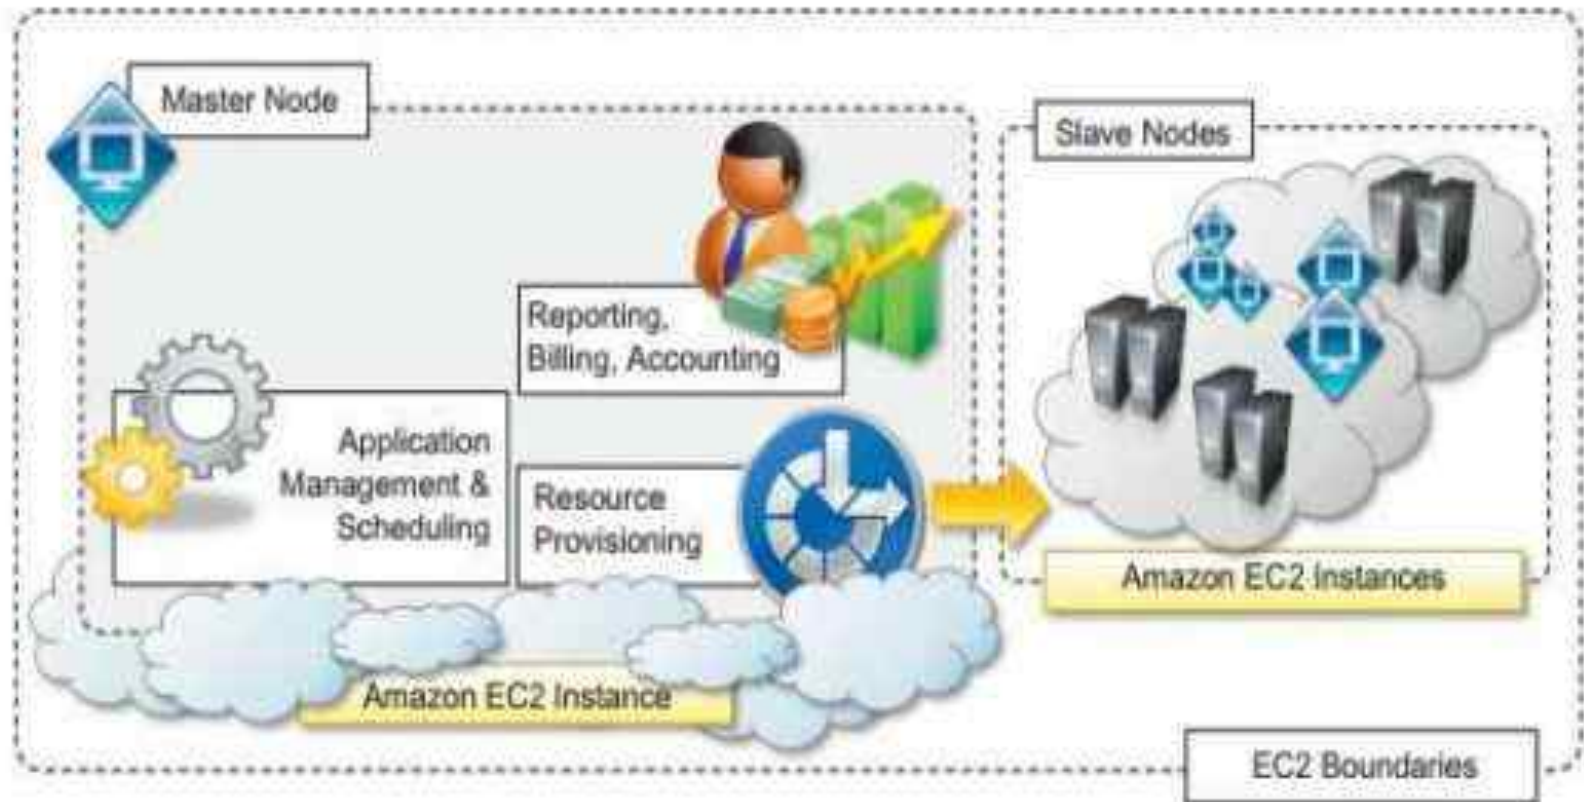 Master Node
Slave Nodes
Reporting,
Billing, Accounting
Application
Management &
Scheduling
Resource
Provisioning
Amazon EC2 Instances
Amazon EC2 Instance
EC2 Boundaries